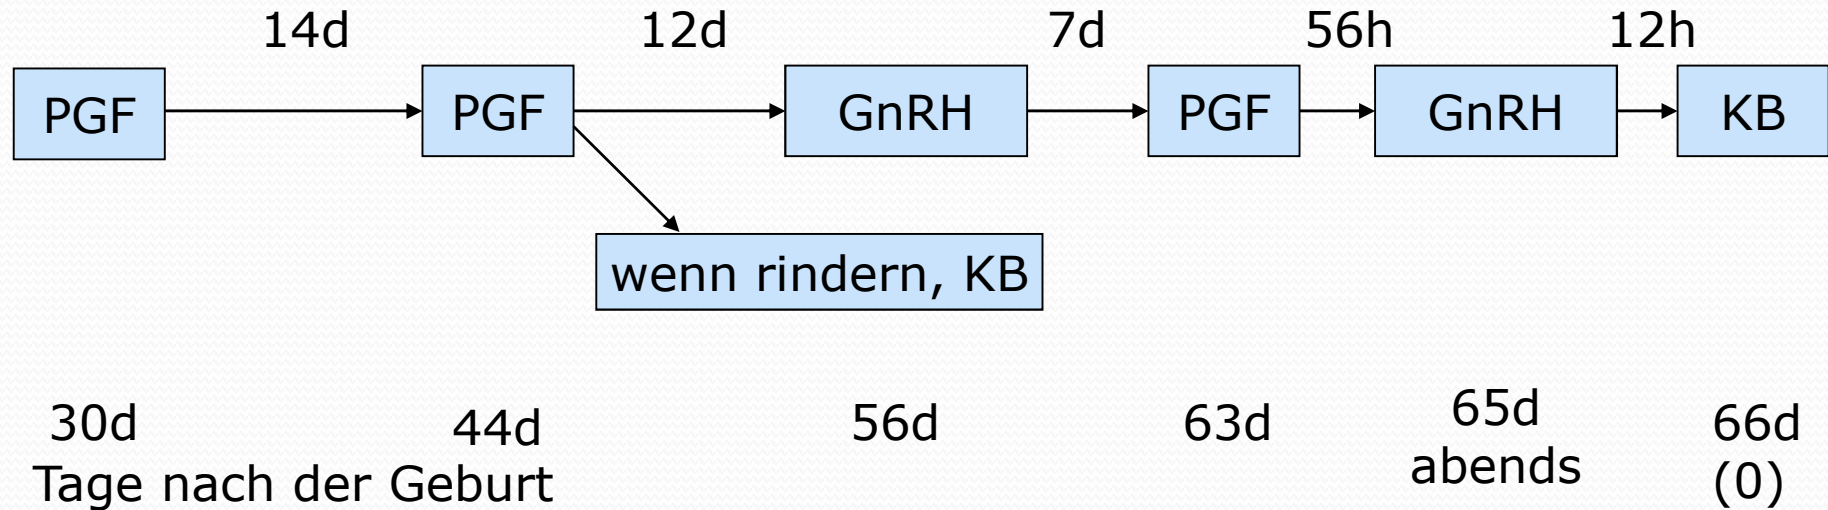 14d 12d 7d 56h 12h
PGF PGF GnRH PGF GnRH KB
wenn rindern, KB
30d 44d 56d 63d 65d 66d
Tage nach der Geburt abends (0)